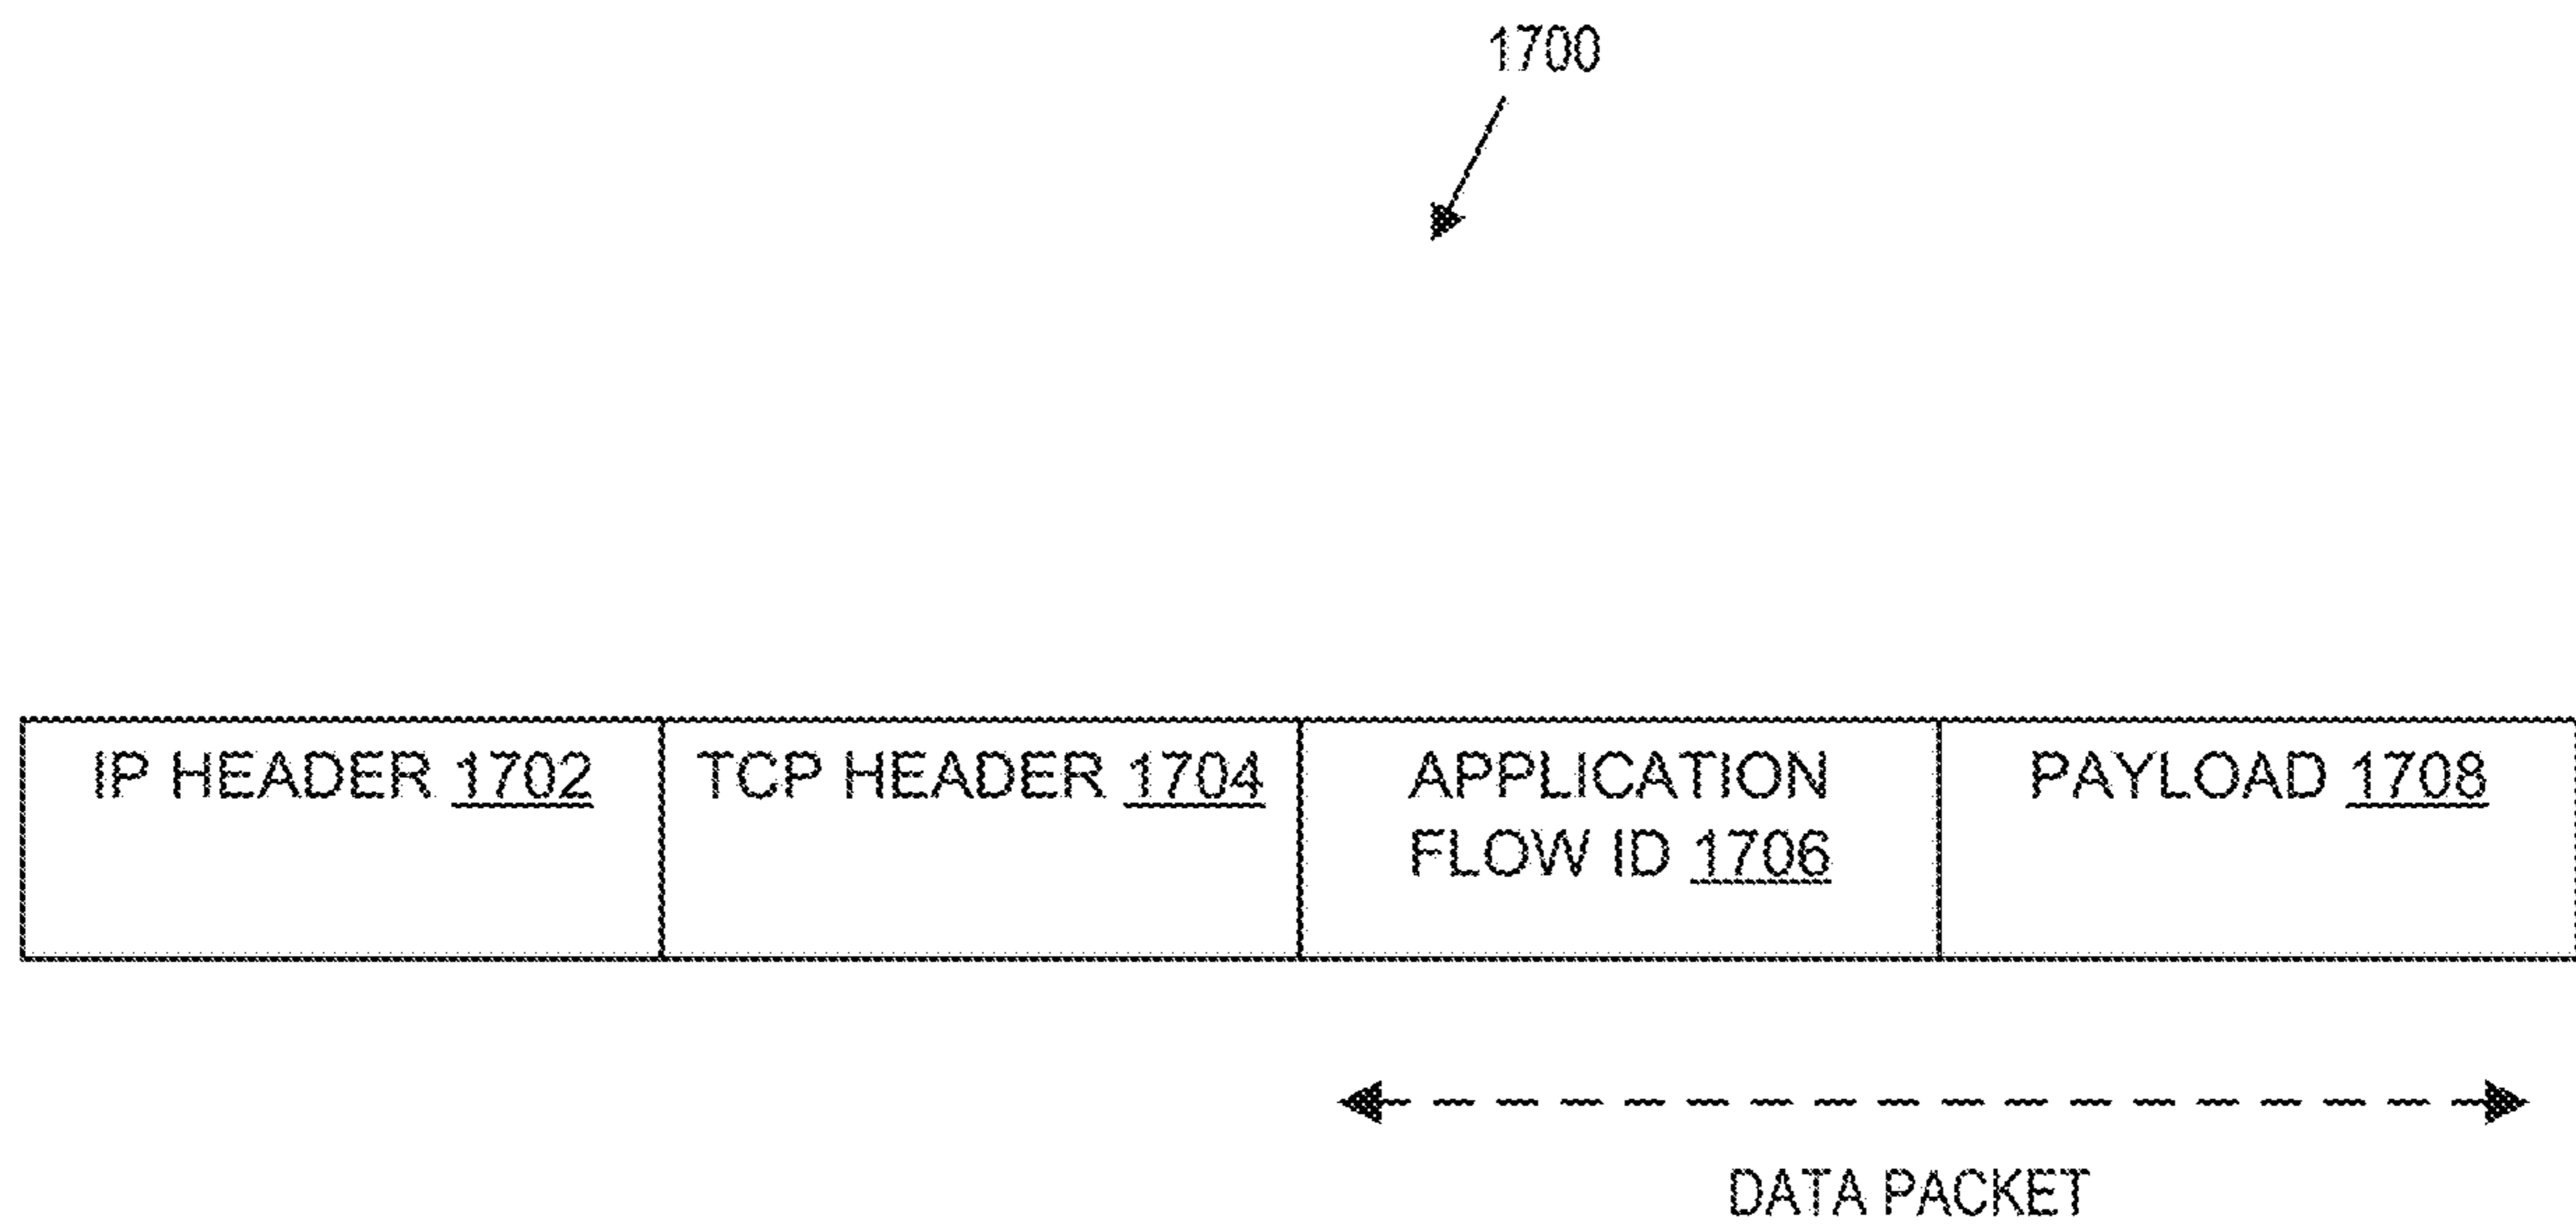 1700
IP HEADER 1702
TCP HEADER 1704
APPLICATION
FLOW ID 1706
PAYLOAD 1708
DATA PACKET